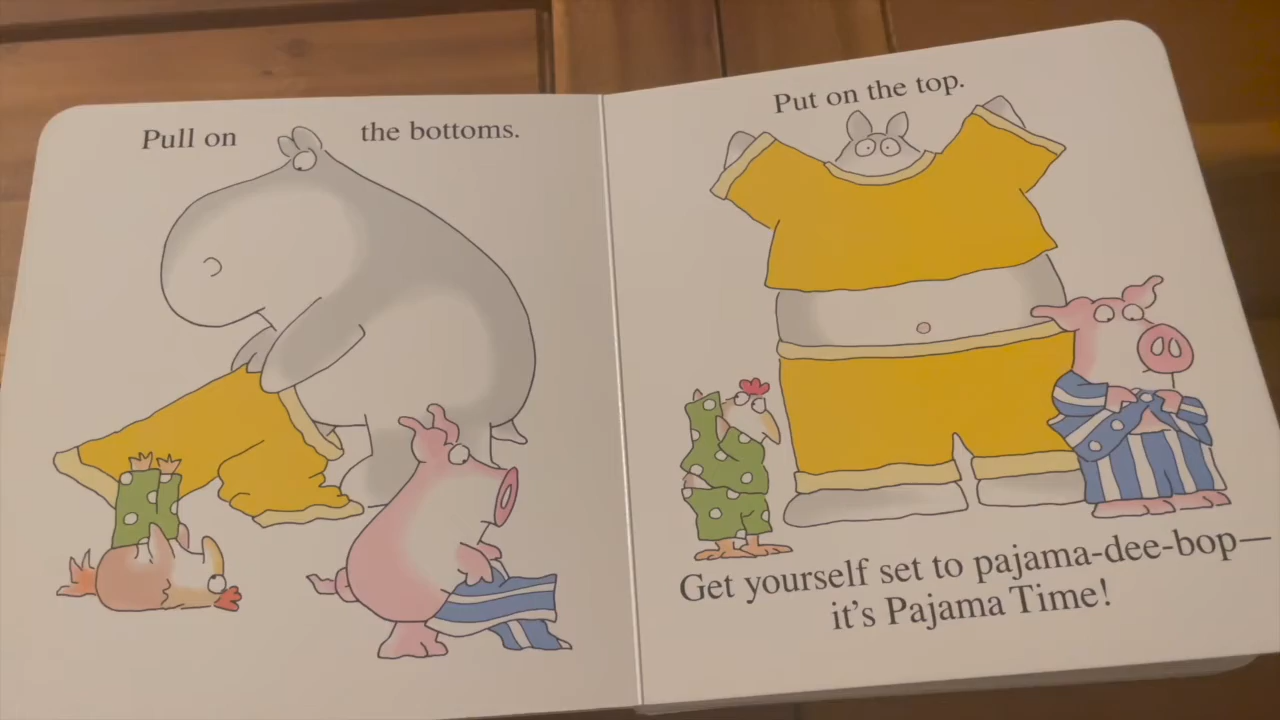 Pull on the bottoms.
Put on the top.
Get yourself set to pajama-dee-bop—
it's Pajama Time!